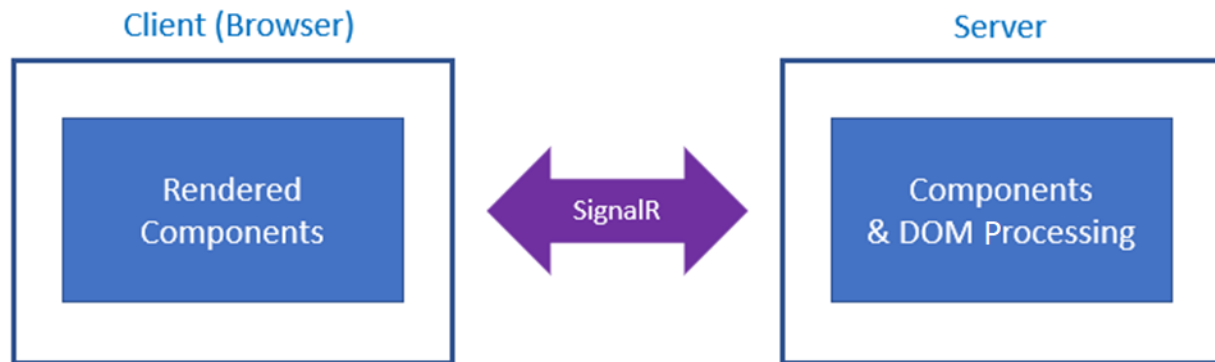 Client (Browser)
Server
Rendered
Components
SignalR
Components
& DOM Processing